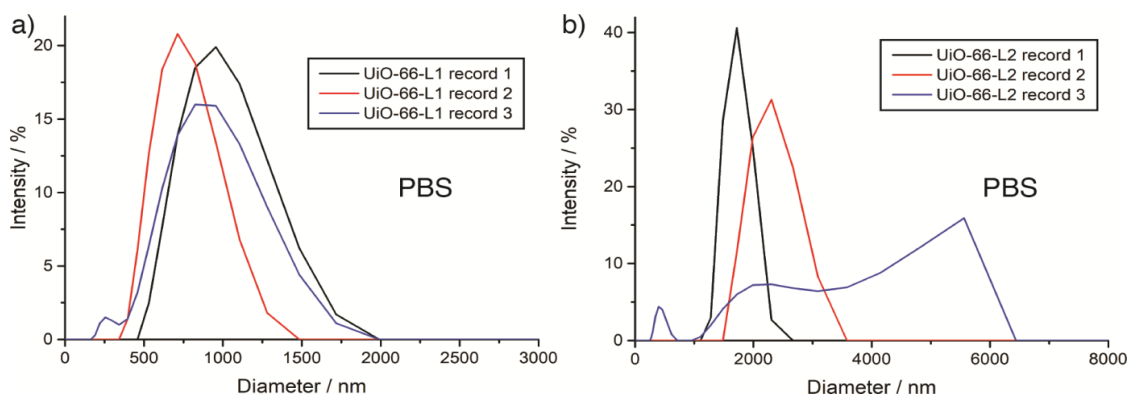 a)
20
15
10
5
0
Intensity / %
UiO-66-L1 record 1
UiO-66-L1 record 2
UiO-66-L1 record 3
PBS
0 500 1000 1500 2000 2500 3000
Diameter / nm
b)
40
30
20
10
0
Intensity / %
UiO-66-L2 record 1
UiO-66-L2 record 2
UiO-66-L2 record 3
PBS
0 2000 4000 6000 8000
Diameter / nm